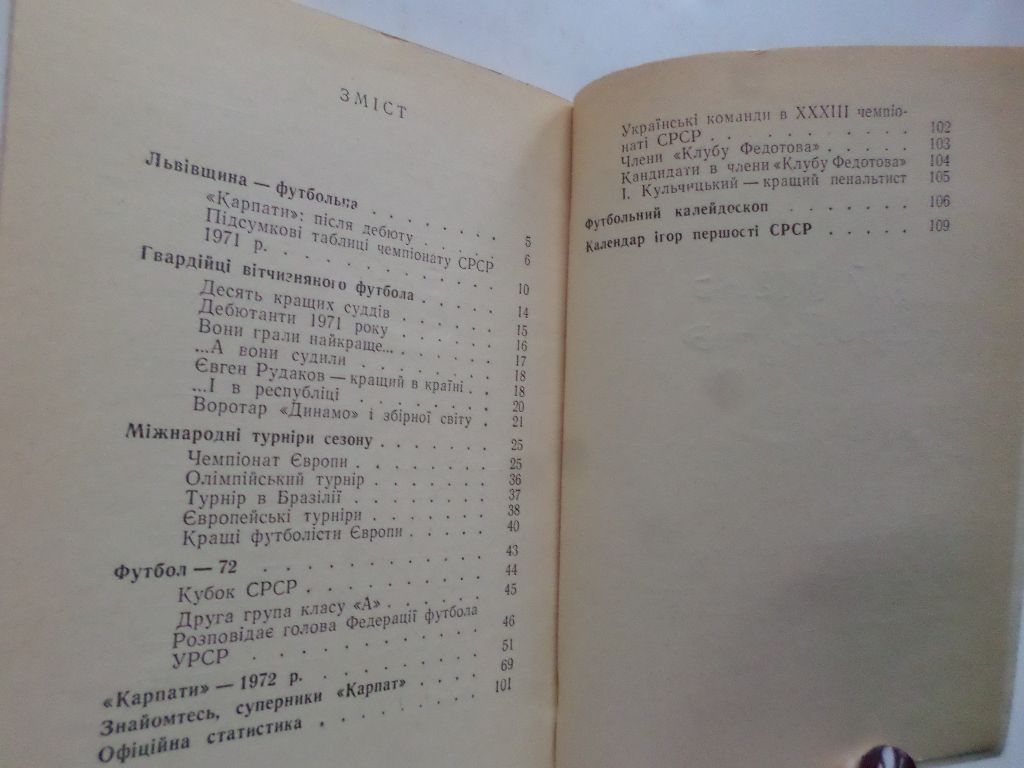 ЗМІСТ
Львівщина — футбольна . . . . . . 5
«Карпати»: після дебюту . . . . 6
Підсумкові таблиці чемпіонату СРСР
1971 р. . . . . . . . . . . 10
Гвардійці вітчизняного футбола . . . . 14
Десять кращих суддів . . . . . 15
Дебютанти 1971 року . . . . . 16
Вони грали найкраще... . . . . . 17
...А вони судили . . . . . . . 18
Євген Рудаков — кращий в країні . . 18
...І в республіці . . . . . . . 20
Воротар «Динамо» і збірної світу . 21
Міжнародні турніри сезону . . . . . . 25
Чемпіонат Європи . . . . . . . 25
Олімпійський турнір . . . . . . 36
Турнір в Бразілії . . . . . . . 37
Європейські турніри . . . . . . 38
Кращі футболісти Європи . . . . . 40
Футбол — 72 . . . . . . . . . . 43
Кубок СРСР . . . . . . . . 44
Друга група класу «А» . . . . . 45
Розповідає голова Федерації футбола
УРСР . . . . . . . . . . 46
«Карпати» — 1972 р. . . . . . . . 51
Знайомтесь, суперники «Карпат» . . . . 69
Офіційна статистика . . . . . . . 101
Українські команди в XXXIII чемпіо-
наті СРСР . . . . . . . . . 102
Члени «Клубу Федотова» . . . . 103
Кандидати в члени «Клубу Федотова» 104
І. Кульчицький — кращий пенальтист 105
Футбольний калейдоскоп . . . . . . . 106
Календар ігор першості СРСР . . . . . 109